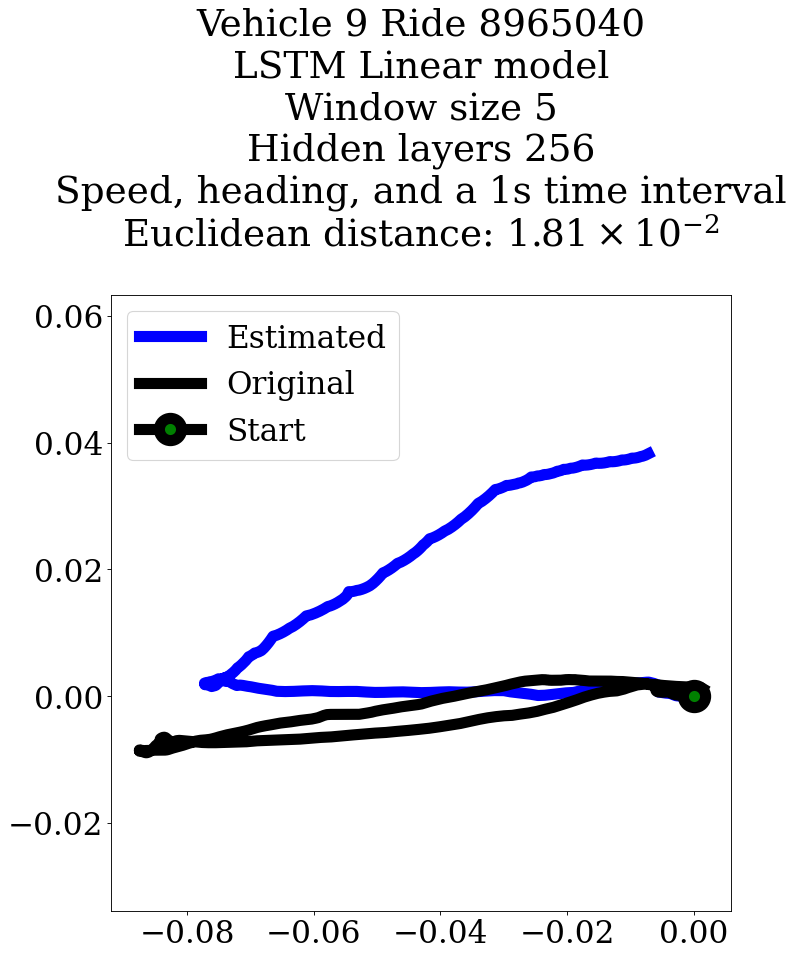 Vehicle 9 Ride 8965040
LSTM Linear model
Window size 5
Hidden layers 256
Speed, heading, and a 1s time interval
Euclidean distance: 1.81 × 10⁻²
Estimated
Original
Start
0.06
0.04
0.02
0.00
−0.02
−0.08 −0.06 −0.04 −0.02 0.00